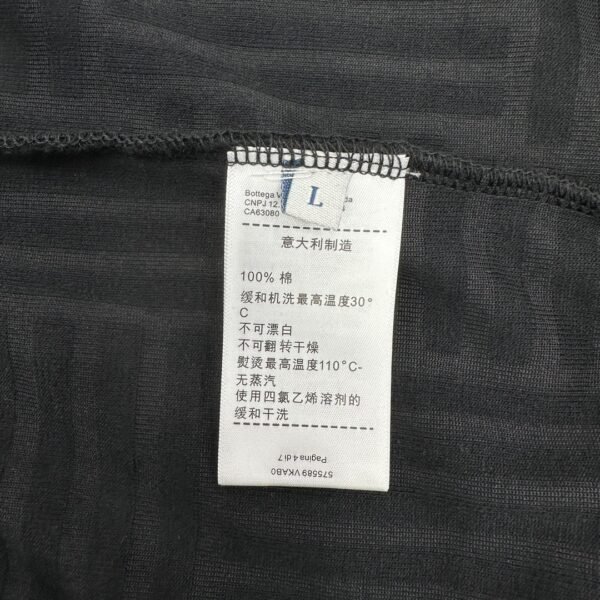 L
Bottega V
da
CNPJ 12.
CA63080
意大利制造
100% 棉
缓和机洗最高温度30°
C
不可漂白
不可翻转干燥
熨烫最高温度110°C-
无蒸汽
使用四氯乙烯溶剂的
缓和干洗
Pagina 4 di 7
575589 VKAB0